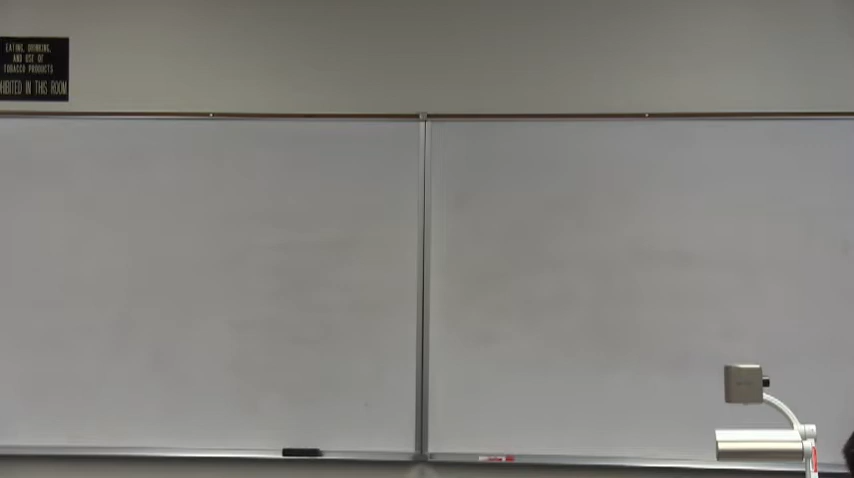 EATING, DRINKING,
AND USE OF
TOBACCO PRODUCTS
HIBITED IN THIS ROOM